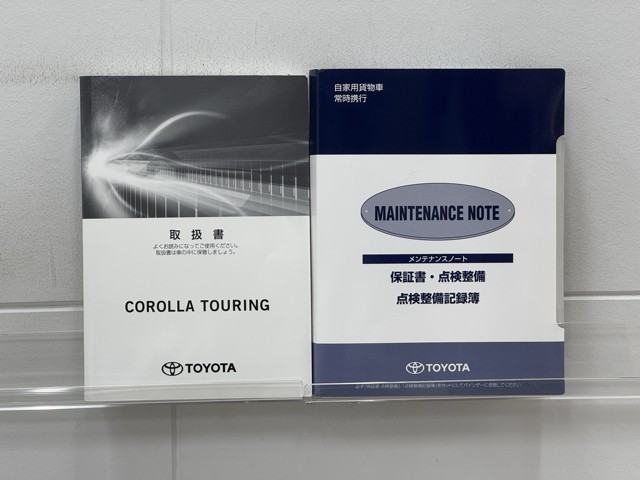 取扱書
よくお読みになってご使用ください。
取扱書は車の中に保管しましょう。
COROLLA TOURING
TOYOTA
自家用貨物車
常時携行
MAINTENANCE NOTE
メンテナンスノート
保証書・点検整備
点検整備記録簿
TOYOTA